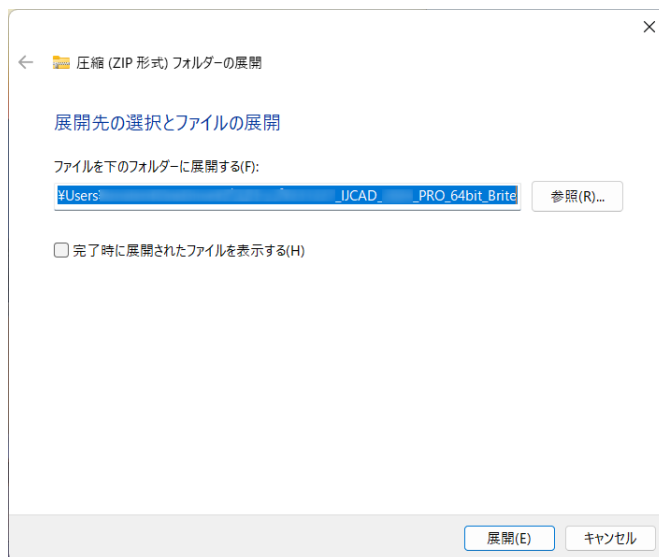 圧縮 (ZIP 形式) フォルダーの展開
展開先の選択とファイルの展開
ファイルを下のフォルダーに展開する(F):
¥Users _IJCAD_ _PRO_64bit_Brite
参照(R)...
完了時に展開されたファイルを表示する(H)
展開(E)
キャンセル